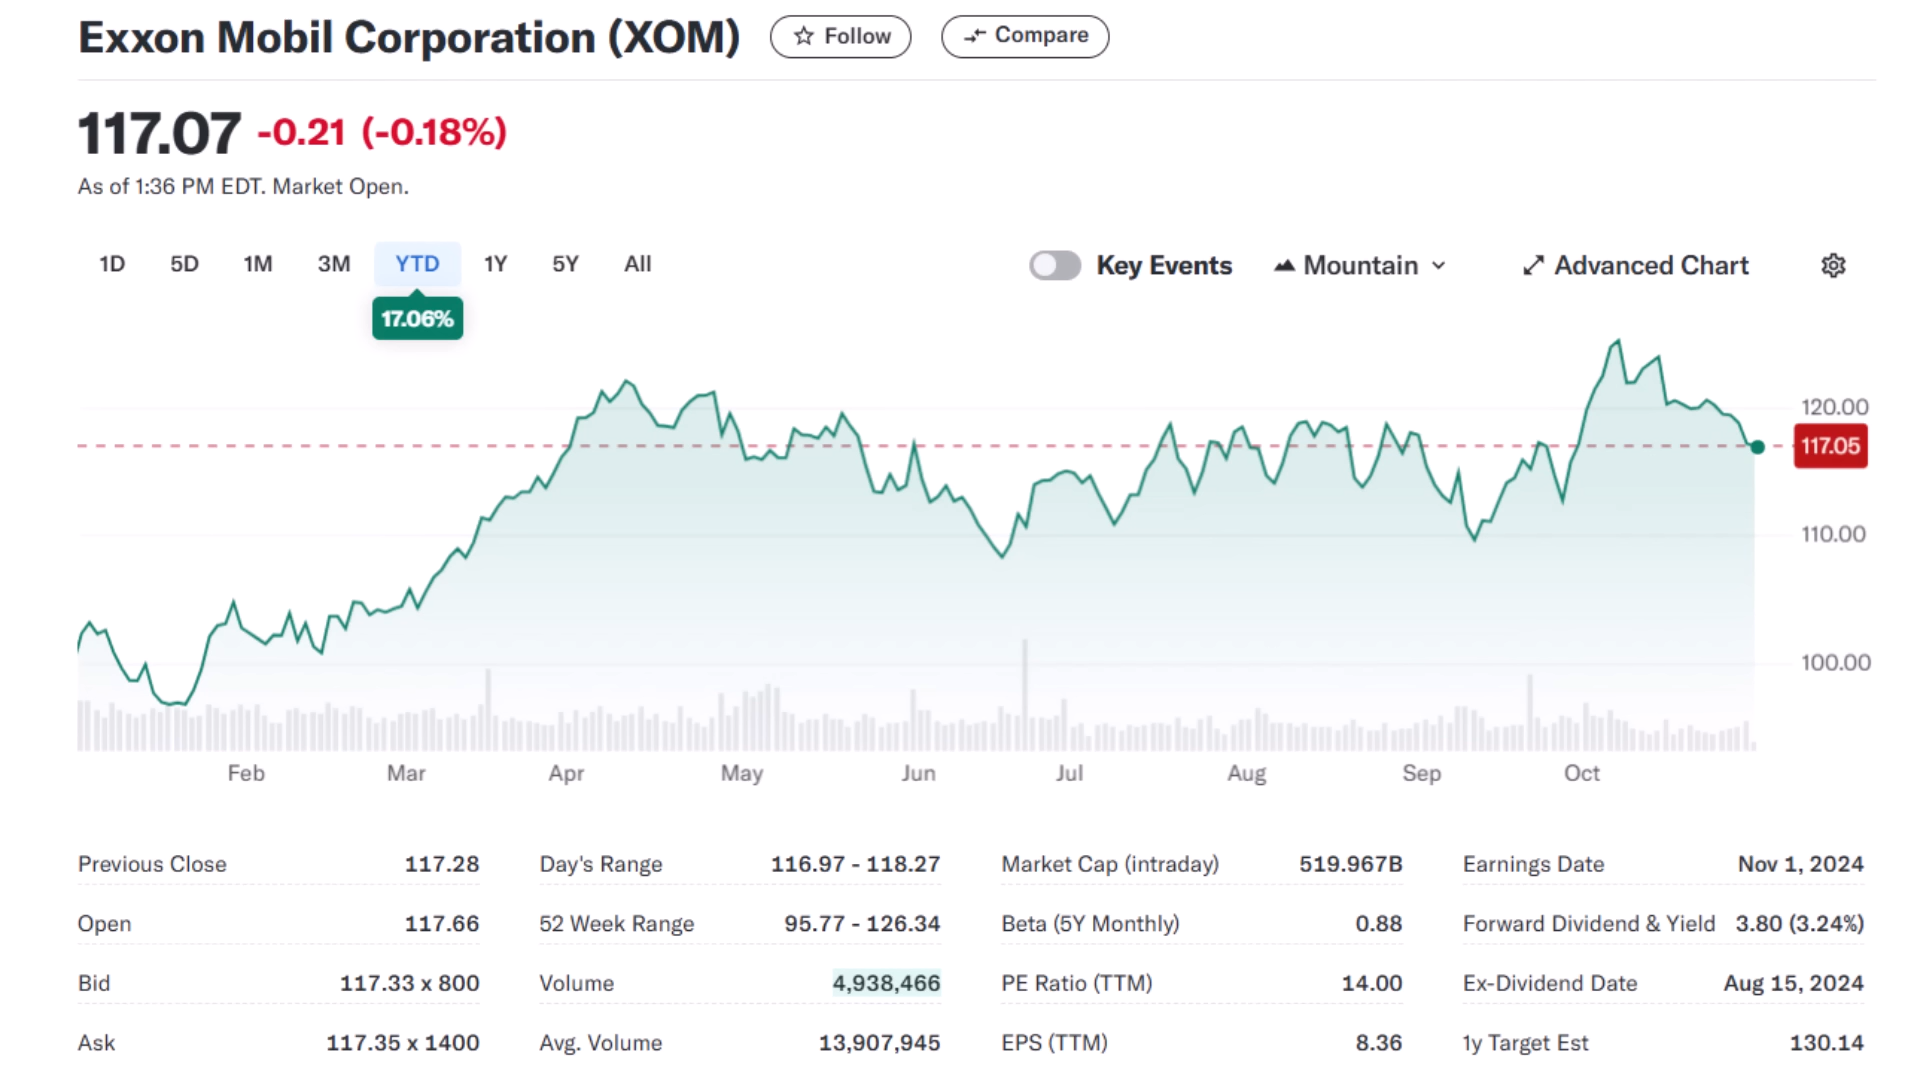 Exxon Mobil Corporation (XOM) Follow Compare
117.07 -0.21 (-0.18%)
As of 1:36 PM EDT. Market Open.
1D 5D 1M 3M YTD 1Y 5Y All Key Events Mountain Advanced Chart
17.06%
120.00
117.05
110.00
100.00
Feb Mar Apr May Jun Jul Aug Sep Oct
Previous Close 117.28 Day's Range 116.97 - 118.27 Market Cap (intraday) 519.967B Earnings Date Nov 1, 2024
Open 117.66 52 Week Range 95.77 - 126.34 Beta (5Y Monthly) 0.88 Forward Dividend & Yield 3.80 (3.24%)
Bid 117.33 x 800 Volume 4,938,466 PE Ratio (TTM) 14.00 Ex-Dividend Date Aug 15, 2024
Ask 117.35 x 1400 Avg. Volume 13,907,945 EPS (TTM) 8.36 1y Target Est 130.14